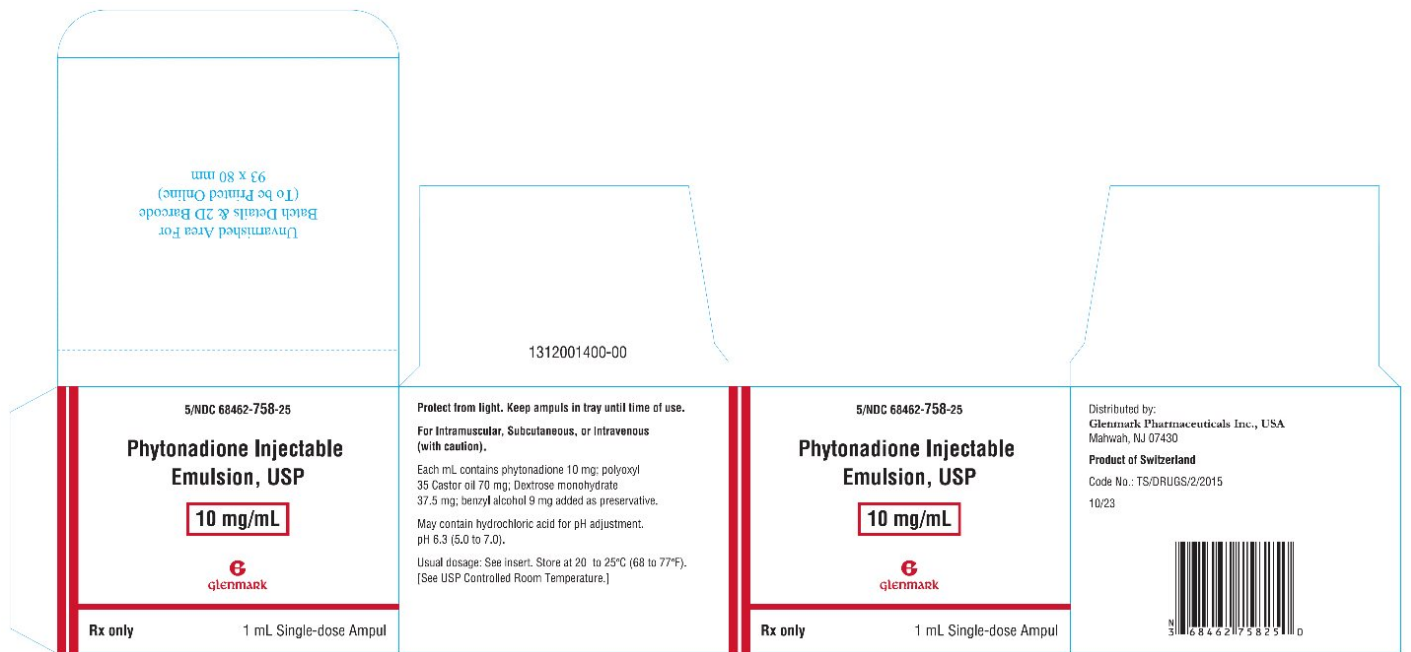 Unvarnished Area For
Batch Details & 2D Barcode
(To be Printed Online)
93 x 80 mm
1312001400-00
5/NDC 68462-758-25
Phytonadione Injectable
Emulsion, USP
10 mg/mL
G
glenmark
Rx only 1 mL Single-dose Ampul
Protect from light. Keep ampuls in tray until time of use.
For Intramuscular, Subcutaneous, or Intravenous
(with caution).
Each mL contains phytonadione 10 mg; polyoxyl
35 Castor oil 70 mg; Dextrose monohydrate
37.5 mg; benzyl alcohol 9 mg added as preservative.
May contain hydrochloric acid for pH adjustment.
pH 6.3 (5.0 to 7.0).
Usual dosage: See insert. Store at 20 to 25°C (68 to 77°F).
[See USP Controlled Room Temperature.]
5/NDC 68462-758-25
Phytonadione Injectable
Emulsion, USP
10 mg/mL
G
glenmark
Rx only 1 mL Single-dose Ampul
Distributed by:
Glenmark Pharmaceuticals Inc., USA
Mahwah, NJ 07430
Product of Switzerland
Code No.: TS/DRUGS/2/2015
10/23
N
3 68462 75825 0